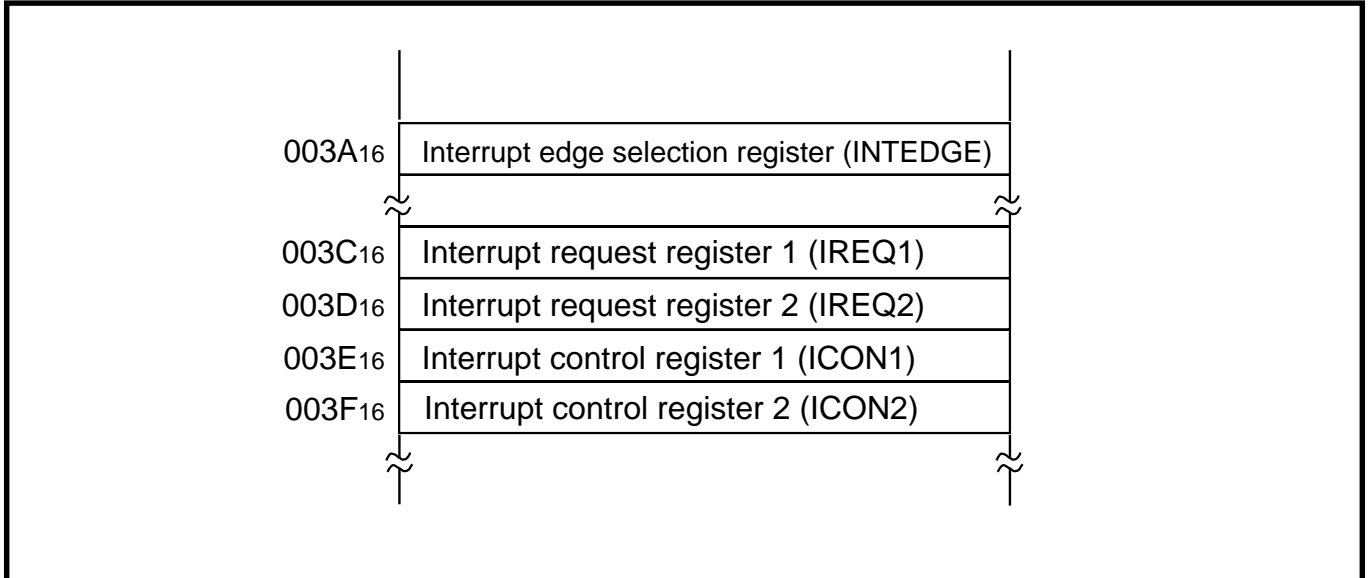 003A16 Interrupt edge selection register (INTEDGE)
003C16 Interrupt request register 1 (IREQ1)
003D16 Interrupt request register 2 (IREQ2)
003E16 Interrupt control register 1 (ICON1)
003F16 Interrupt control register 2 (ICON2)